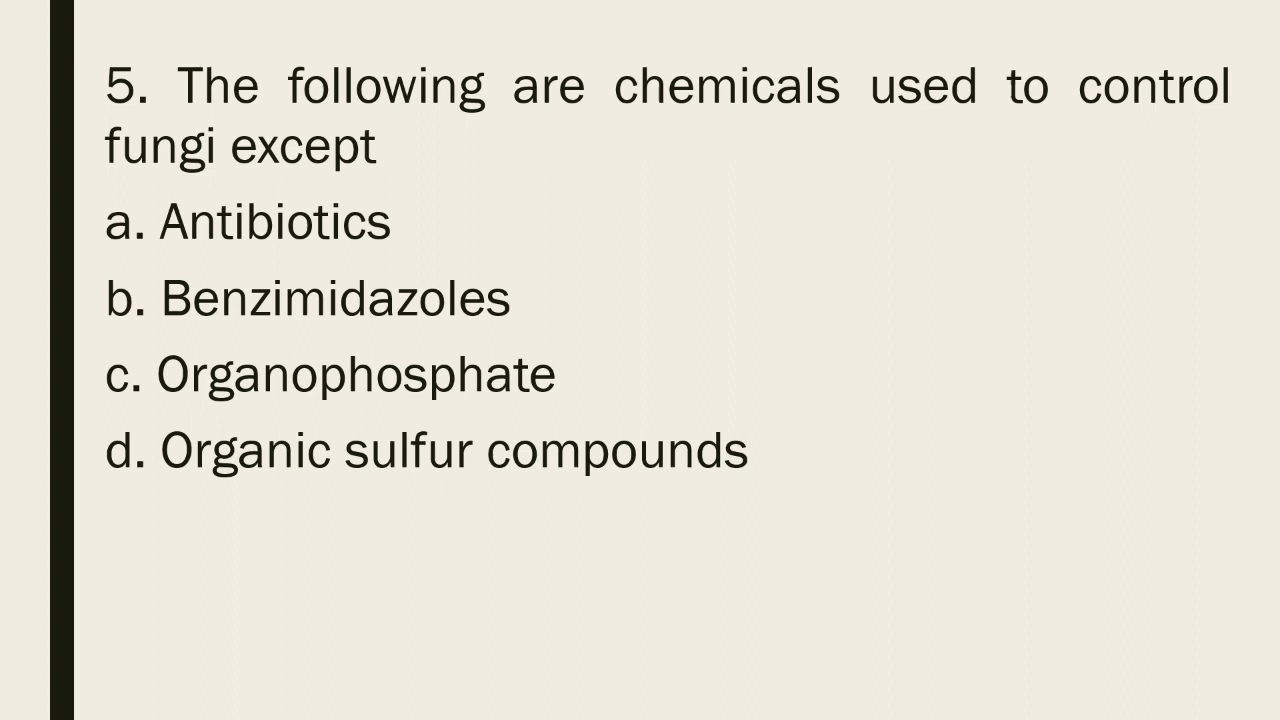 5. The following are chemicals used to control
fungi except
a. Antibiotics
b. Benzimidazoles
c. Organophosphate
d. Organic sulfur compounds